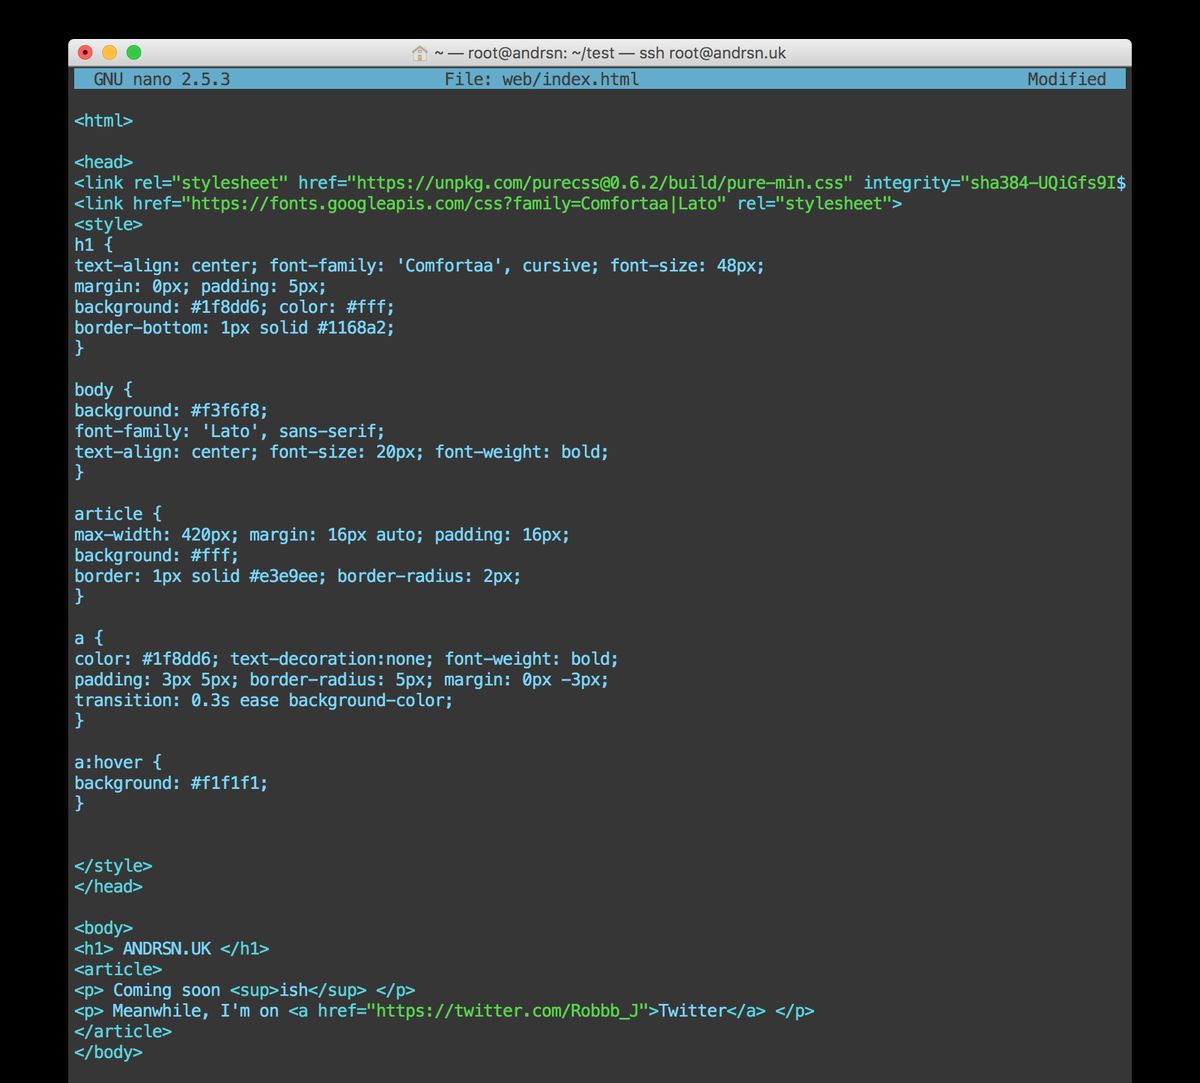 ~ — root@andrsn: ~/test — ssh root@andrsn.uk
GNU nano 2.5.3 File: web/index.html Modified
<html>
<head>
<link rel="stylesheet" href="https://unpkg.com/purecss@0.6.2/build/pure-min.css" integrity="sha384-UQiGfs9I$
<link href="https://fonts.googleapis.com/css?family=Comfortaa|Lato" rel="stylesheet">
<style>
h1 {
text-align: center; font-family: 'Comfortaa', cursive; font-size: 48px;
margin: 0px; padding: 5px;
background: #1f8dd6; color: #fff;
border-bottom: 1px solid #1168a2;
}
body {
background: #f3f6f8;
font-family: 'Lato', sans-serif;
text-align: center; font-size: 20px; font-weight: bold;
}
article {
max-width: 420px; margin: 16px auto; padding: 16px;
background: #fff;
border: 1px solid #e3e9ee; border-radius: 2px;
}
a {
color: #1f8dd6; text-decoration:none; font-weight: bold;
padding: 3px 5px; border-radius: 5px; margin: 0px -3px;
transition: 0.3s ease background-color;
}
a:hover {
background: #f1f1f1;
}
</style>
</head>
<body>
<h1> ANDRSN.UK </h1>
<article>
<p> Coming soon <sup>ish</sup> </p>
<p> Meanwhile, I'm on <a href="https://twitter.com/Robbb_J">Twitter</a> </p>
</article>
</body>